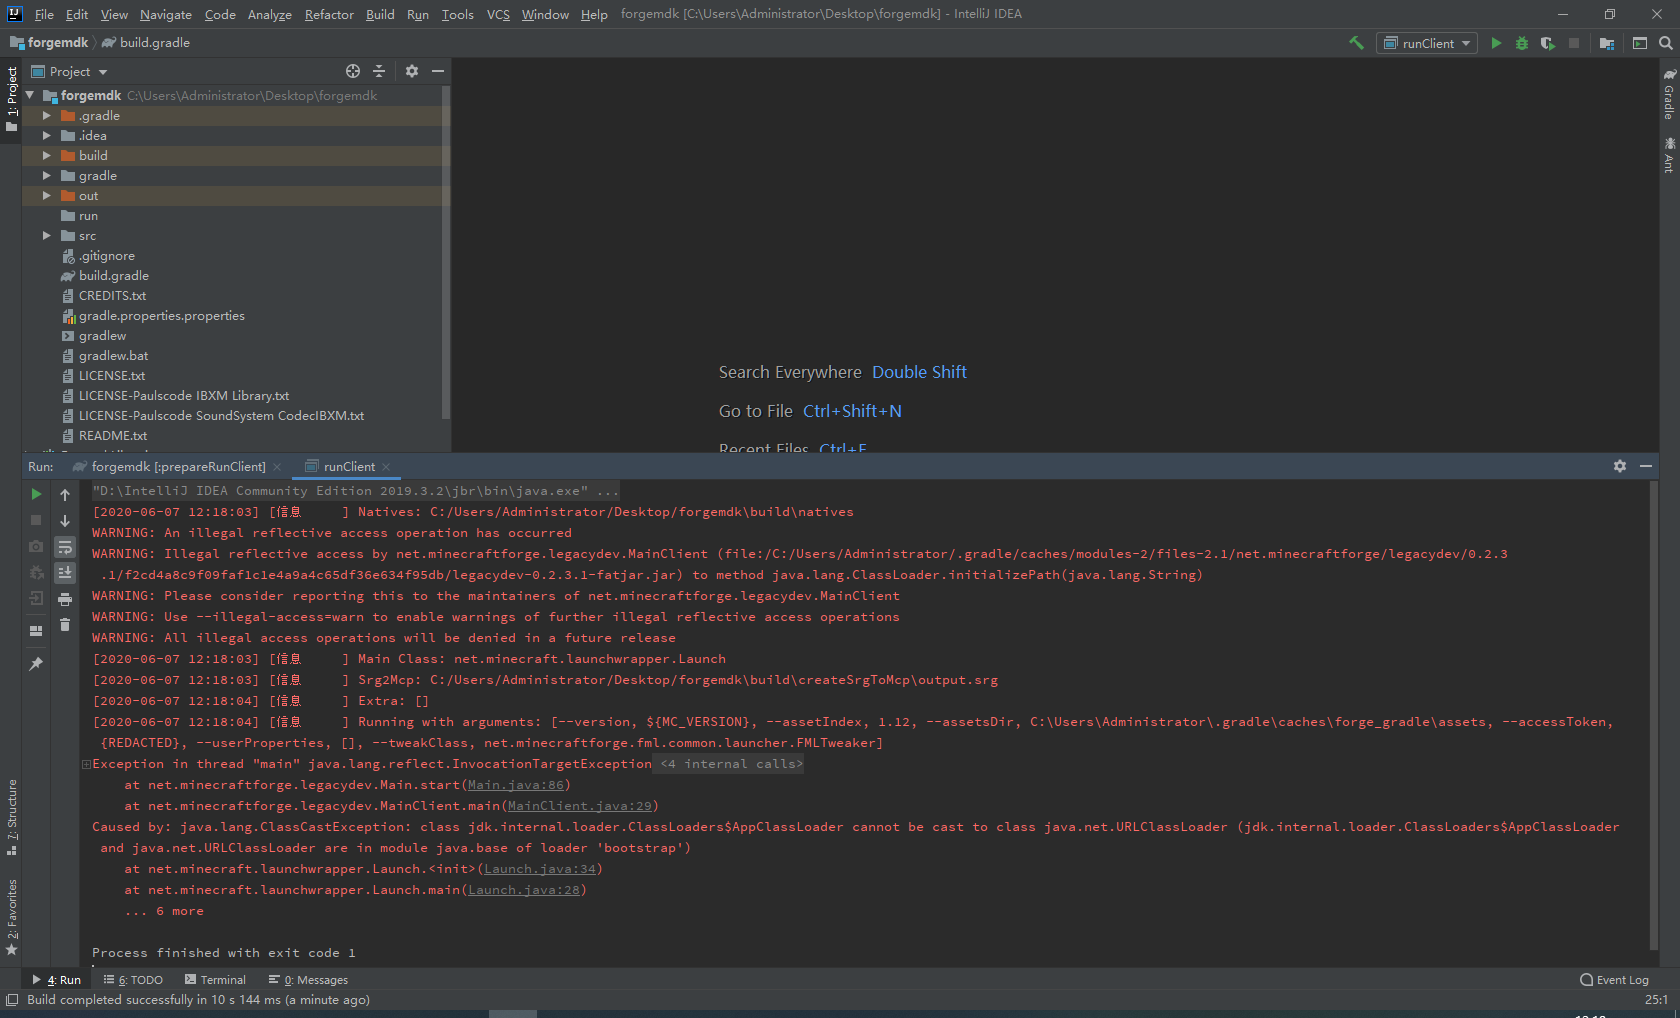 File Edit View Navigate Code Analyze Refactor Build Run Tools VCS Window Help forgemdk [C:\Users\Administrator\Desktop\forgemdk] - IntelliJ IDEA
forgemdk build.gradle runClient
1: Project
Project
forgemdk C:\Users\Administrator\Desktop\forgemdk
.gradle
.idea
build
gradle
out
run
src
.gitignore
build.gradle
CREDITS.txt
gradle.properties.properties
gradlew
gradlew.bat
LICENSE.txt
LICENSE-Paulscode IBXM Library.txt
LICENSE-Paulscode SoundSystem CodecIBXM.txt
README.txt
Search Everywhere Double Shift
Go to File Ctrl+Shift+N
Recent Files Ctrl+E
Gradle
Ant
Run: forgemdk [:prepareRunClient] runClient
"D:\IntelliJ IDEA Community Edition 2019.3.2\jbr\bin\java.exe" ...
[2020-06-07 12:18:03] [信息 ] Natives: C:/Users/Administrator/Desktop/forgemdk\build\natives
WARNING: An illegal reflective access operation has occurred
WARNING: Illegal reflective access by net.minecraftforge.legacydev.MainClient (file:/C:/Users/Administrator/.gradle/caches/modules-2/files-2.1/net.minecraftforge/legacydev/0.2.3
.1/f2cd4a8c9f09faf1c1e4a9a4c65df36e634f95db/legacydev-0.2.3.1-fatjar.jar) to method java.lang.ClassLoader.initializePath(java.lang.String)
WARNING: Please consider reporting this to the maintainers of net.minecraftforge.legacydev.MainClient
WARNING: Use --illegal-access=warn to enable warnings of further illegal reflective access operations
WARNING: All illegal access operations will be denied in a future release
[2020-06-07 12:18:03] [信息 ] Main Class: net.minecraft.launchwrapper.Launch
[2020-06-07 12:18:03] [信息 ] Srg2Mcp: C:/Users/Administrator/Desktop/forgemdk\build\createSrgToMcp\output.srg
[2020-06-07 12:18:04] [信息 ] Extra: []
[2020-06-07 12:18:04] [信息 ] Running with arguments: [--version, ${MC_VERSION}, --assetIndex, 1.12, --assetsDir, C:\Users\Administrator\.gradle\caches\forge_gradle\assets, --accessToken,
{REDACTED}, --userProperties, [], --tweakClass, net.minecraftforge.fml.common.launcher.FMLTweaker]
Exception in thread "main" java.lang.reflect.InvocationTargetException <4 internal calls>
at net.minecraftforge.legacydev.Main.start(Main.java:86)
at net.minecraftforge.legacydev.MainClient.main(MainClient.java:29)
Caused by: java.lang.ClassCastException: class jdk.internal.loader.ClassLoaders$AppClassLoader cannot be cast to class java.net.URLClassLoader (jdk.internal.loader.ClassLoaders$AppClassLoader
and java.net.URLClassLoader are in module java.base of loader 'bootstrap')
at net.minecraft.launchwrapper.Launch.<init>(Launch.java:34)
at net.minecraft.launchwrapper.Launch.main(Launch.java:28)
... 6 more
Process finished with exit code 1
7: Structure
2: Favorites
4: Run 6: TODO Terminal 0: Messages Event Log
Build completed successfully in 10 s 144 ms (a minute ago) 25:1